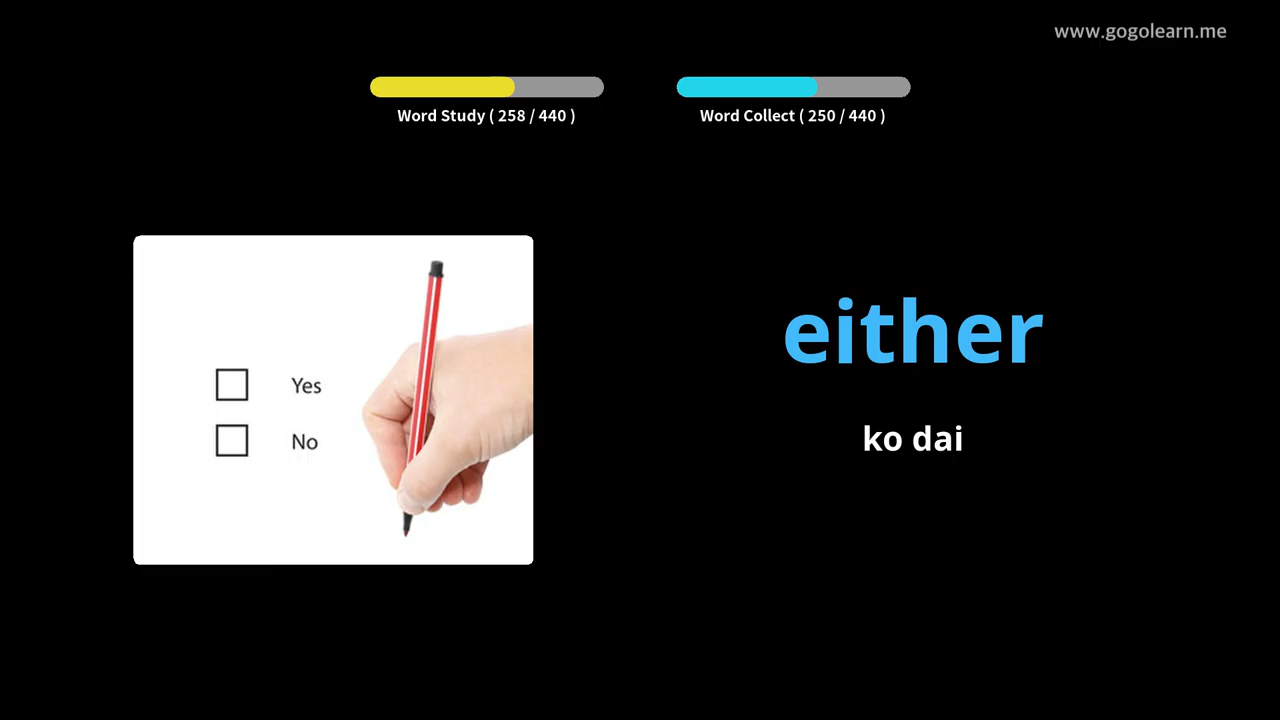 www.gogolearn.me
Word Study ( 258 / 440 )
Word Collect ( 250 / 440 )
Yes
No
either
ko dai